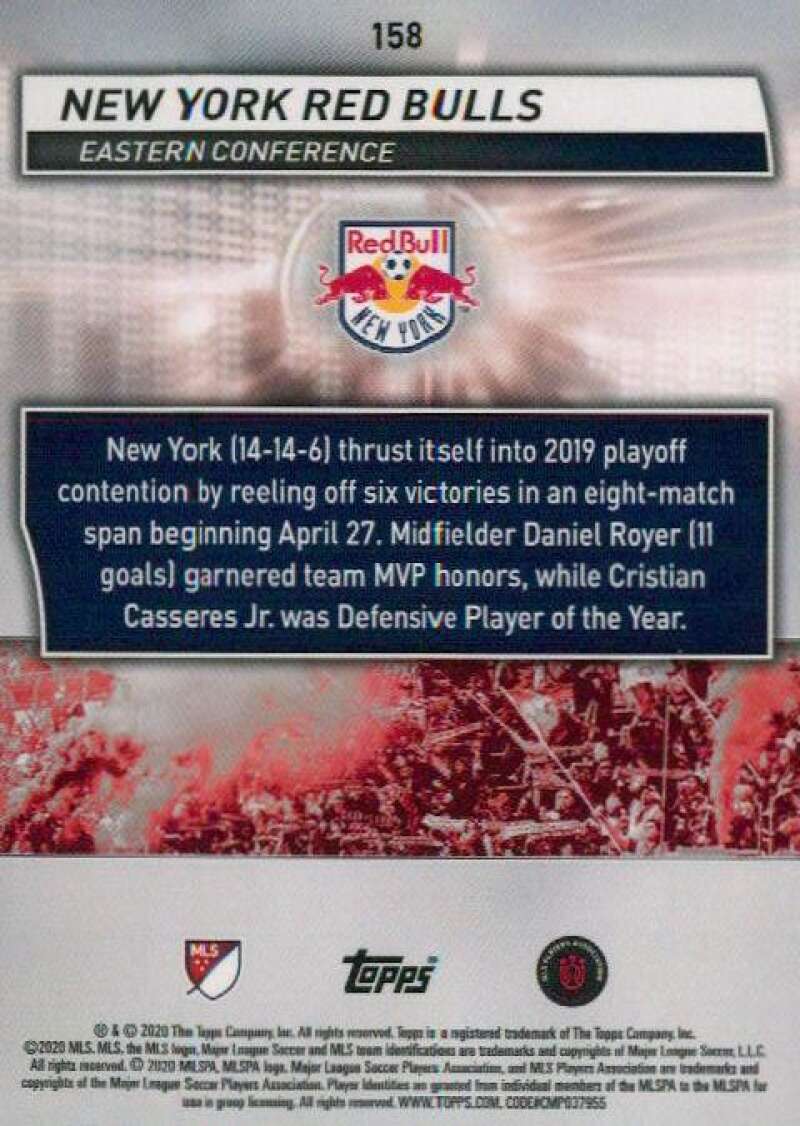 158
NEW YORK RED BULLS
EASTERN CONFERENCE
Red Bull
NEW YORK
New York (14-14-6) thrust itself into 2019 playoff
contention by reeling off six victories in an eight-match
span beginning April 27. Midfielder Daniel Royer (11
goals) garnered team MVP honors, while Cristian
Casseres Jr. was Defensive Player of the Year.
MLS
Topps®
® & © 2020 The Topps Company, Inc. All rights reserved. Topps is a registered trademark of The Topps Company, Inc.
©2020 MLS. MLS, the MLS logo, Major League Soccer and MLS team identifications are trademarks and copyrights of Major League Soccer, L.L.C.
All rights reserved. © 2020 MLSPA. MLSPA logo, Major League Soccer Players Association, and MLS Players Association are trademarks and
copyrights of the Major League Soccer Players Association. Player Identities are granted from individual members of the MLSPA to the MLSPA for
use in group licensing. All rights reserved. WWW.TOPPS.COM. CODE#CMP037955